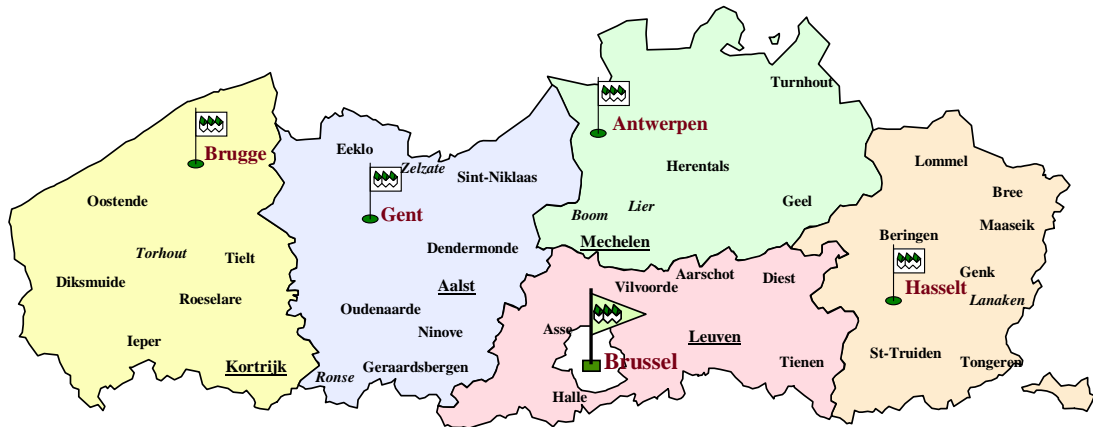 Turnhout
Antwerpen
Brugge
Eeklo
Zelzate
Sint-Niklaas
Herentals
Lommel
Bree
Oostende
Gent
Boom
Lier
Geel
Maaseik
Torhout
Tielt
Dendermonde
Mechelen
Beringen
Diksmuide
Roeselare
Aalst
Vilvoorde
Aarschot
Diest
Genk
Hasselt
Lanaken
Oudenaarde
Ninove
Asse
Leuven
Ieper
Kortrijk
Ronse
Geraardsbergen
Brussel
Tienen
St-Truiden
Tongeren
Halle